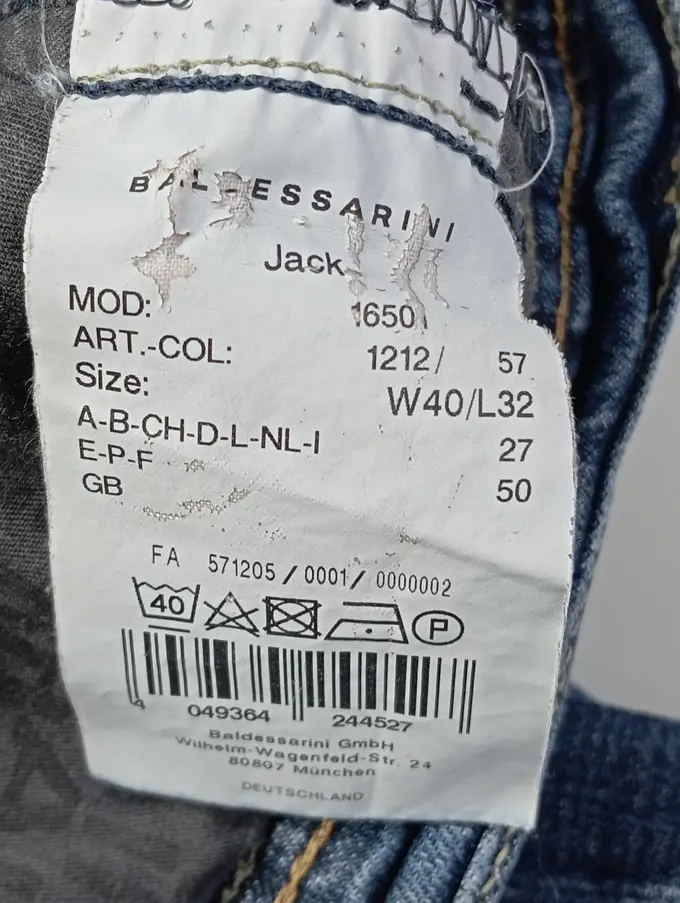 BALDESSARINI
Jack
MOD: 1650
ART.-COL: 1212/ 57
Size: W40/L32
A-B-CH-D-L-NL-I 27
E-P-F 50
GB
FA 571205 / 0001 / 0000002
40 P
4 049364 244527
Baldessarini GmbH
Wilhelm-Wagenfeld-Str. 24
80807 München
DEUTSCHLAND